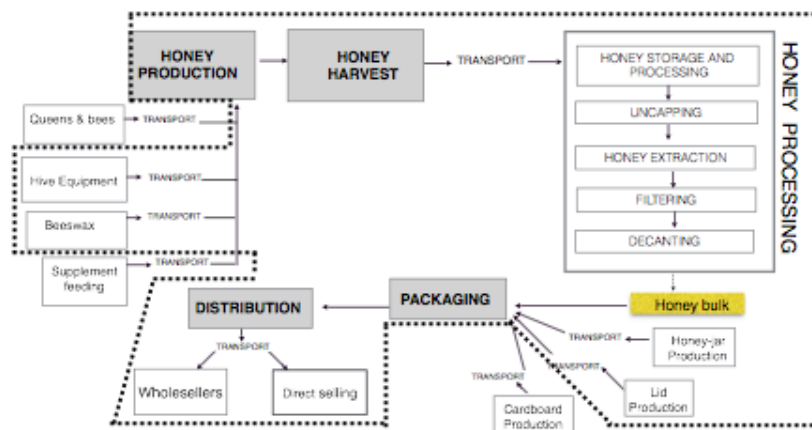 HONEY
PRODUCTION
HONEY
HARVEST
TRANSPORT
HONEY STORAGE AND
PROCESSING
UNCAPPING
HONEY EXTRACTION
FILTERING
DECANTING
HONEY PROCESSING
Queens & bees
TRANSPORT
Hive Equipment
TRANSPORT
Beeswax
TRANSPORT
Supplement
feeding
TRANSPORT
Honey bulk
PACKAGING
DISTRIBUTION
TRANSPORT
Wholesellers
Direct selling
TRANSPORT
Honey-jar
Production
TRANSPORT
Lid
Production
TRANSPORT
Cardboard
Production